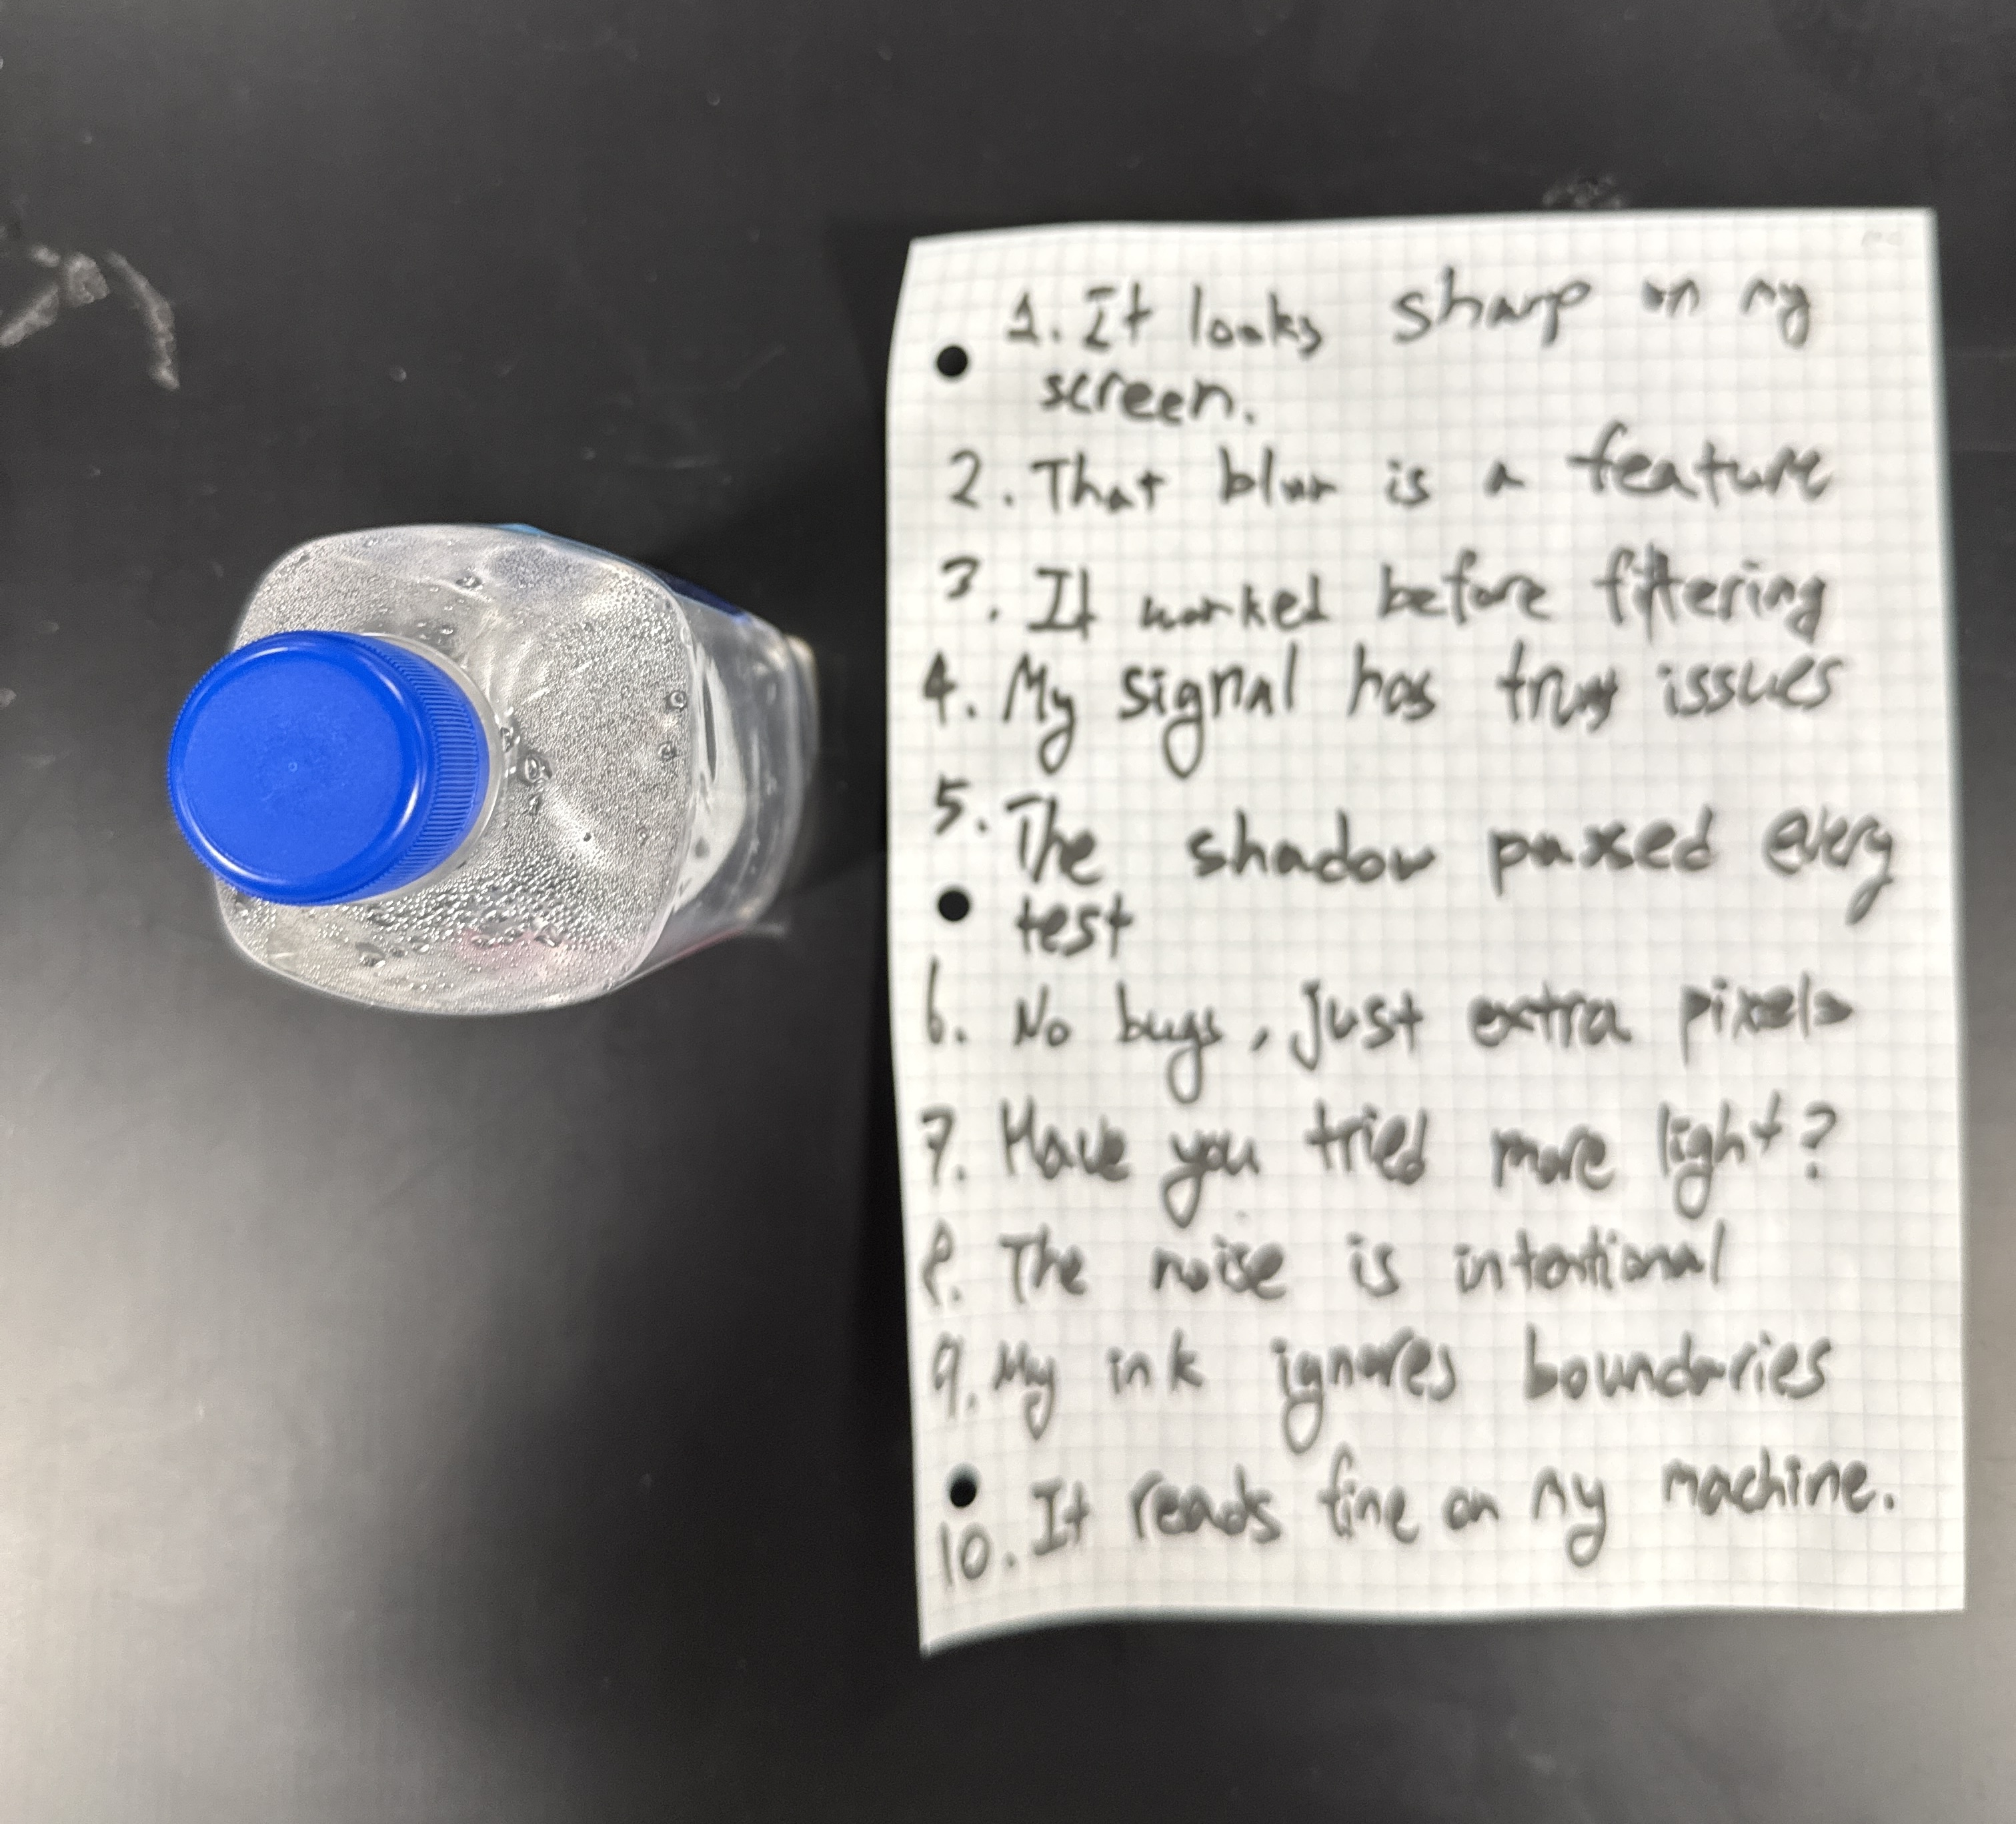 1. It looks sharp on my
screen.
2. That blur is a feature
3. It worked before filtering
4. My signal has trust issues
5. The shadow passed every
test
6. No bugs, just extra pixels
7. Have you tried more light?
8. The noise is intentional
9. My ink ignores boundaries
10. It reads fine on my machine.